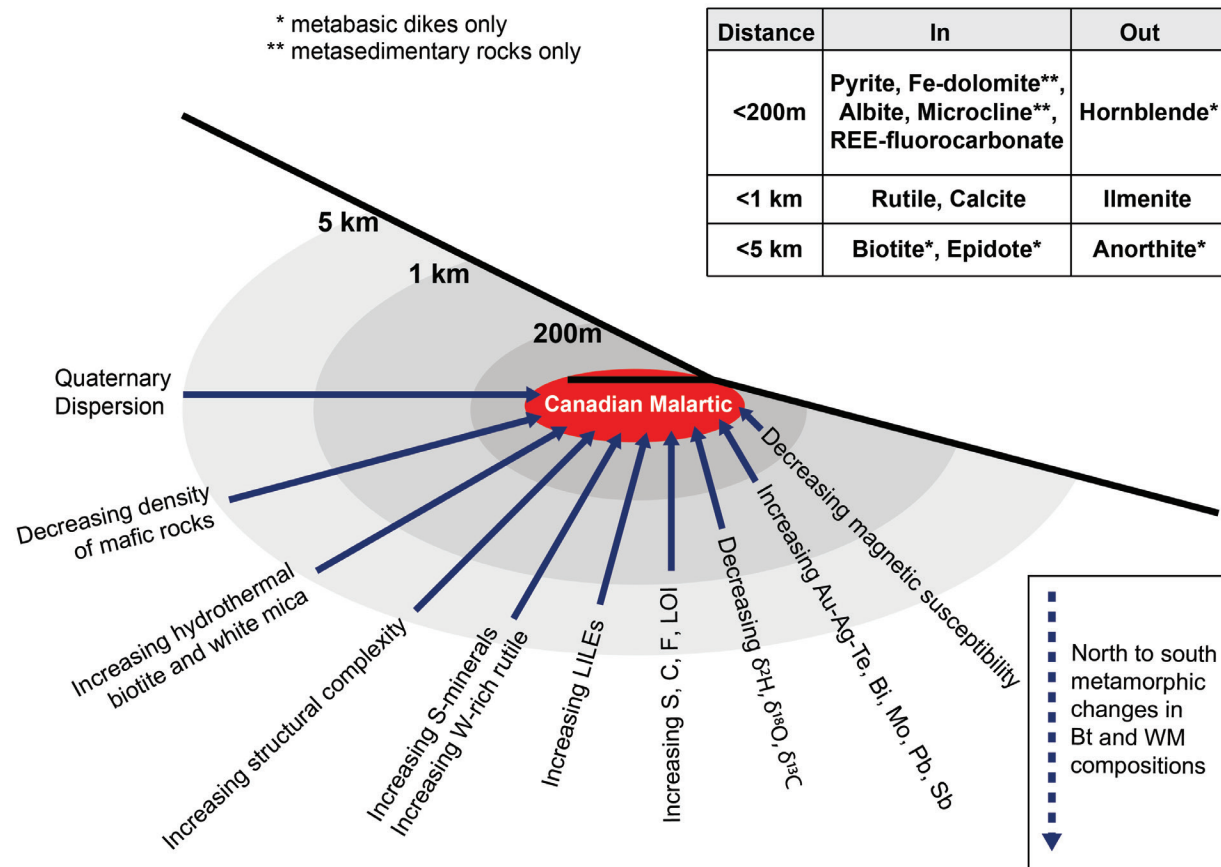 * metabasic dikes only
** metasedimentary rocks only
Distance In Out
<200m
Pyrite, Fe-dolomite**,
Albite, Microcline**,
REE-fluorocarbonate
Hornblende*
<1 km Rutile, Calcite Ilmenite
<5 km Biotite*, Epidote* Anorthite*
5 km
1 km
200m
Canadian Malartic
Quaternary
Dispersion
Decreasing density
of mafic rocks
Increasing hydrothermal
biotite and white mica
Increasing structural complexity
Increasing S-minerals
Increasing W-rich rutile
Increasing LILEs
Increasing S, C, F, LOI
Decreasing δ²H, δ¹⁸O, δ¹³C
Increasing Au-Ag-Te, Bi, Mo, Pb, Sb
Decreasing magnetic susceptibility
North to south
metamorphic
changes in
Bt and WM
compositions